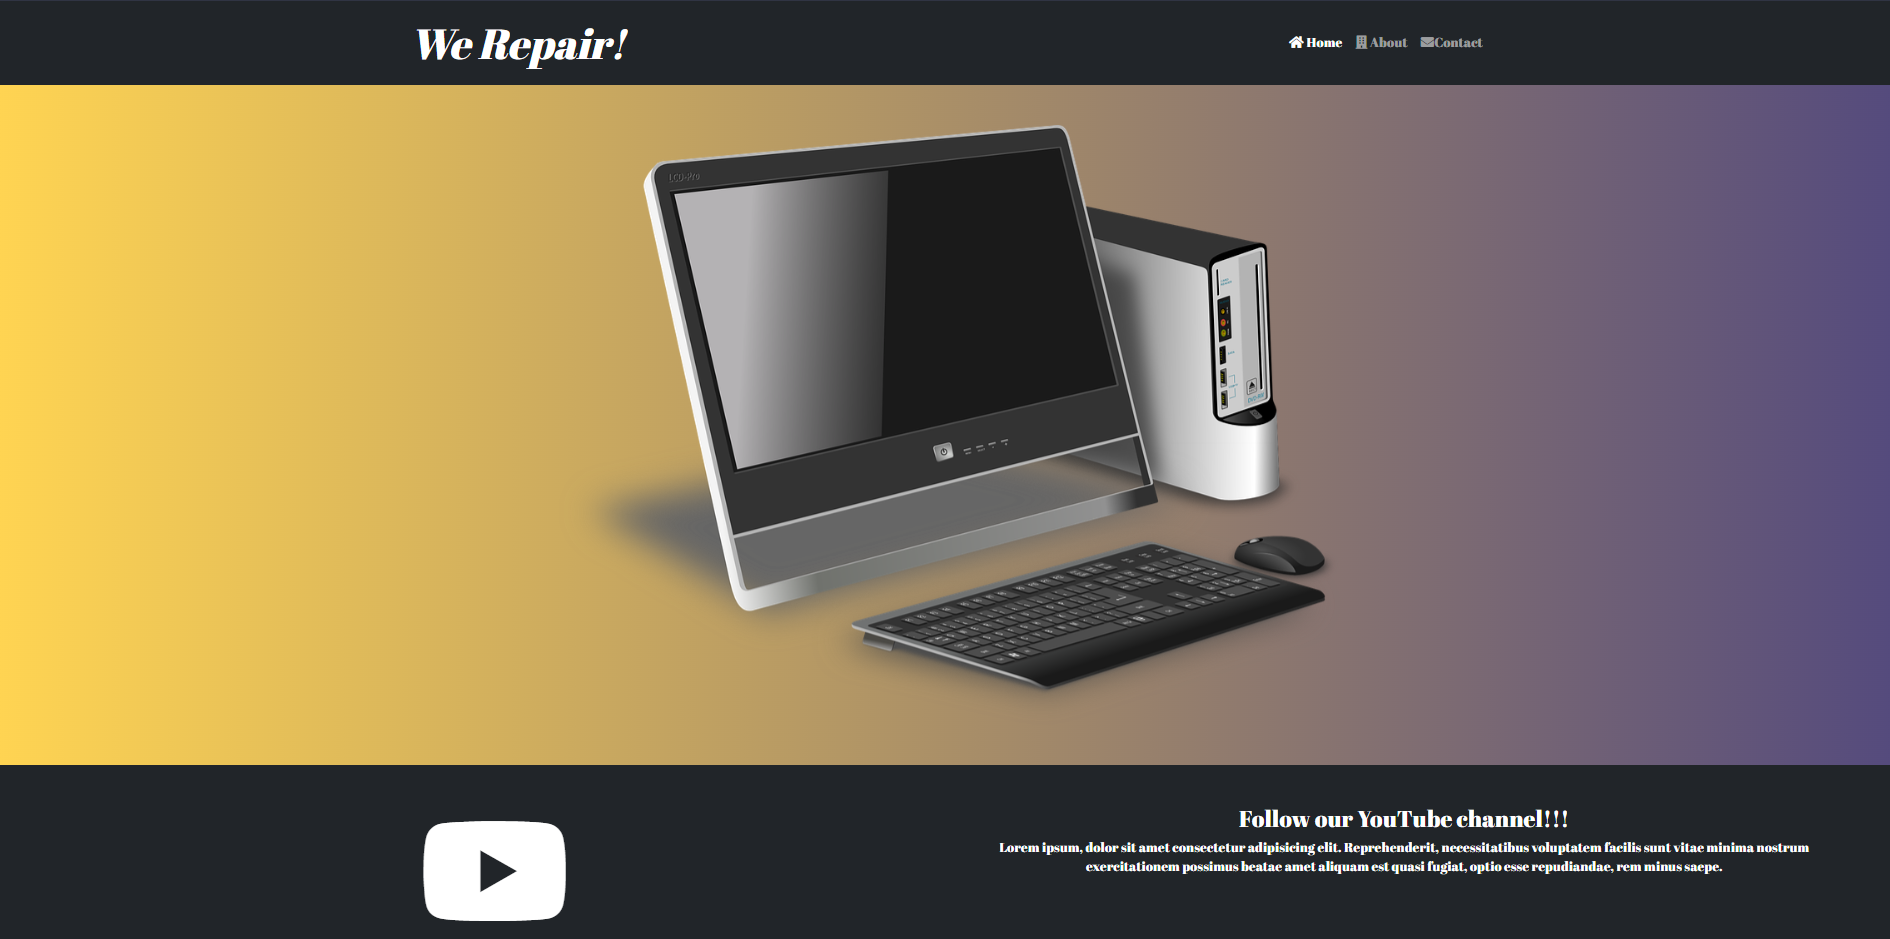 We Repair!
Home About Contact
LCD-Pro
Follow our YouTube channel!!!
Lorem ipsum, dolor sit amet consectetur adipisicing elit. Reprehenderit, necessitatibus voluptatem facilis sunt vitae minima nostrum
exercitationem possimus beatae amet aliquam est quasi fugiat, optio esse repudiandae, rem minus saepe.